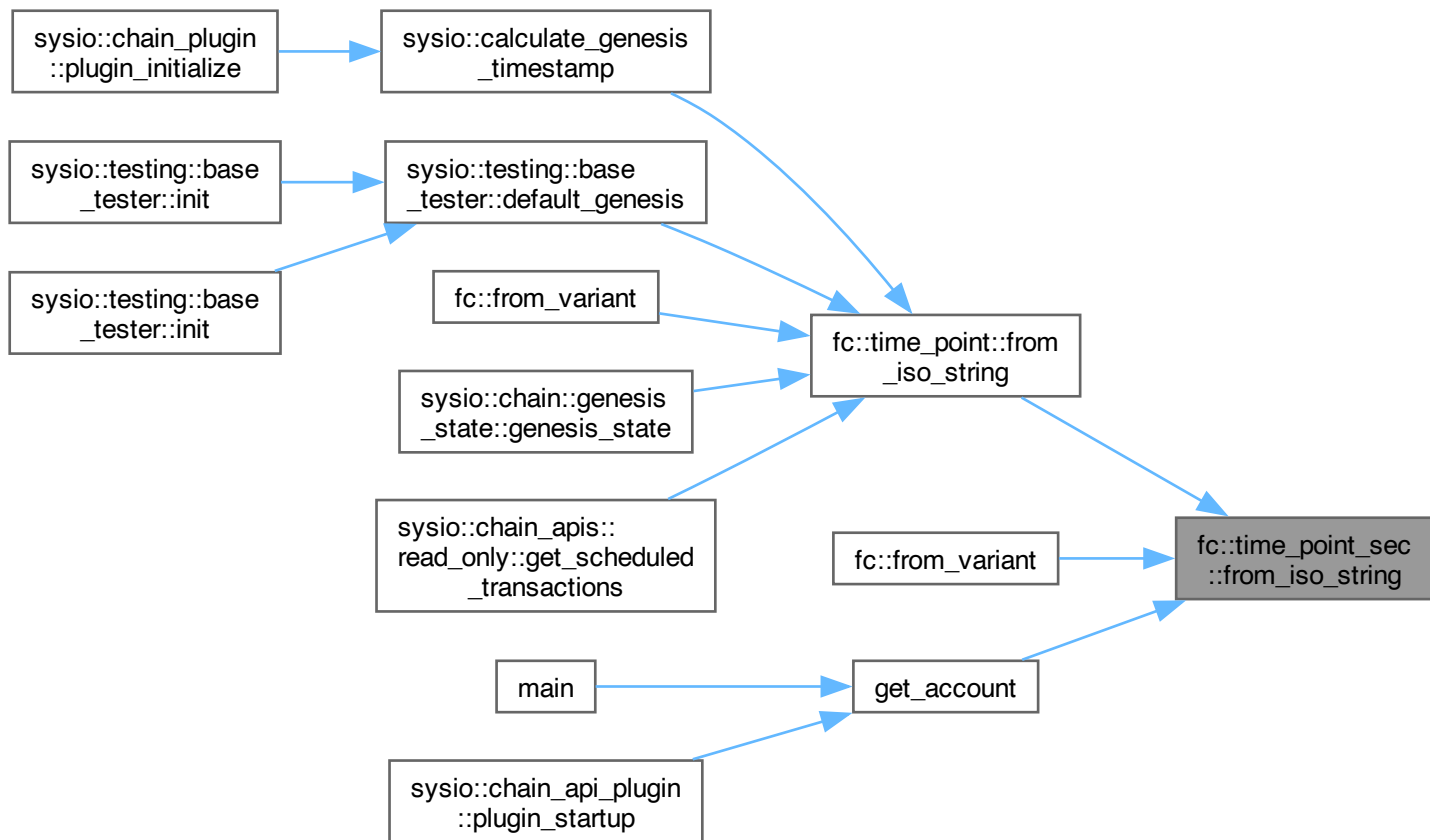 sysio::chain_plugin
::plugin_initialize
sysio::calculate_genesis
_timestamp
sysio::testing::base
_tester::init
sysio::testing::base
_tester::default_genesis
sysio::testing::base
_tester::init
fc::from_variant
fc::time_point::from
_iso_string
sysio::chain::genesis
_state::genesis_state
sysio::chain_apis::
read_only::get_scheduled
_transactions
fc::from_variant
fc::time_point_sec
::from_iso_string
main
get_account
sysio::chain_api_plugin
::plugin_startup